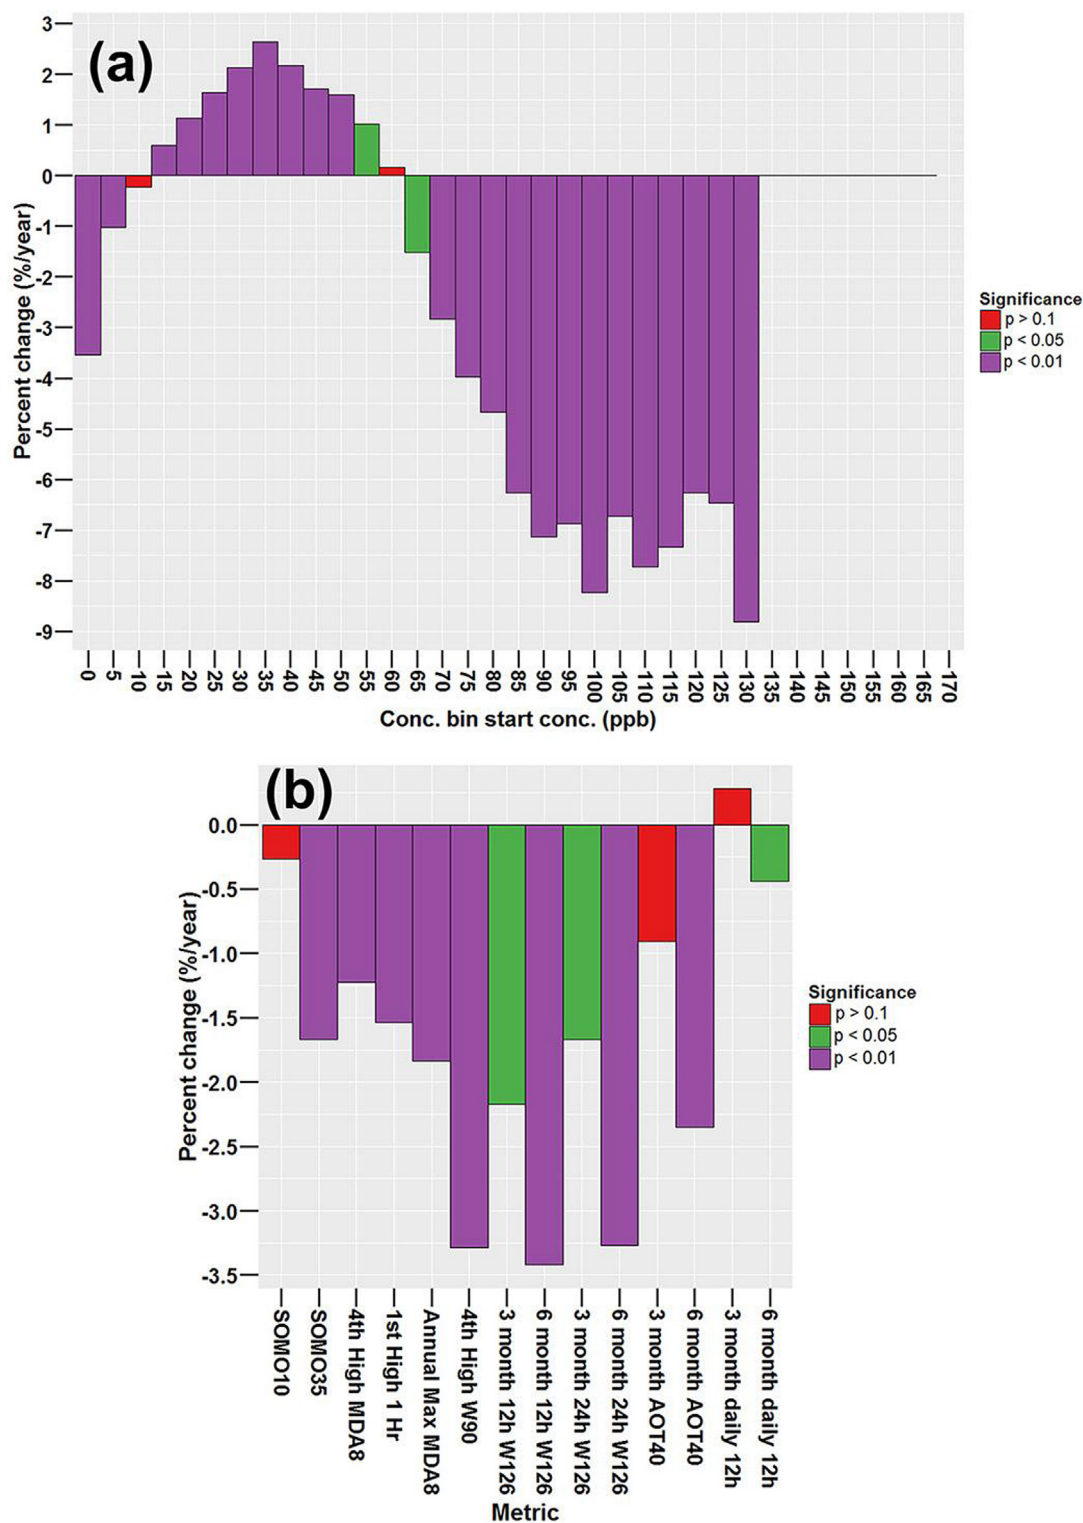 (a)
3
2
1
0
-1
-2
-3
-4
-5
-6
-7
-8
-9
Percent change (%/year)
0 5 10 15 20 25 30 35 40 45 50 55 60 65 70 75 80 85 90 95 100 105 110 115 120 125 130 135 140 145 150 155 160 165 170
Conc. bin start conc. (ppb)
Significance
p > 0.1
p < 0.05
p < 0.01
(b)
0.0
-0.5
-1.0
-1.5
-2.0
-2.5
-3.0
-3.5
Percent change (%/year)
SOMO10
SOMO35
4th High MDA8
1st High 1 Hr
Annual Max MDA8
4th High W90
3 month 12h W126
6 month 12h W126
3 month 24h W126
6 month 24h W126
3 month AOT40
6 month AOT40
3 month daily 12h
6 month daily 12h
Metric
Significance
p > 0.1
p < 0.05
p < 0.01